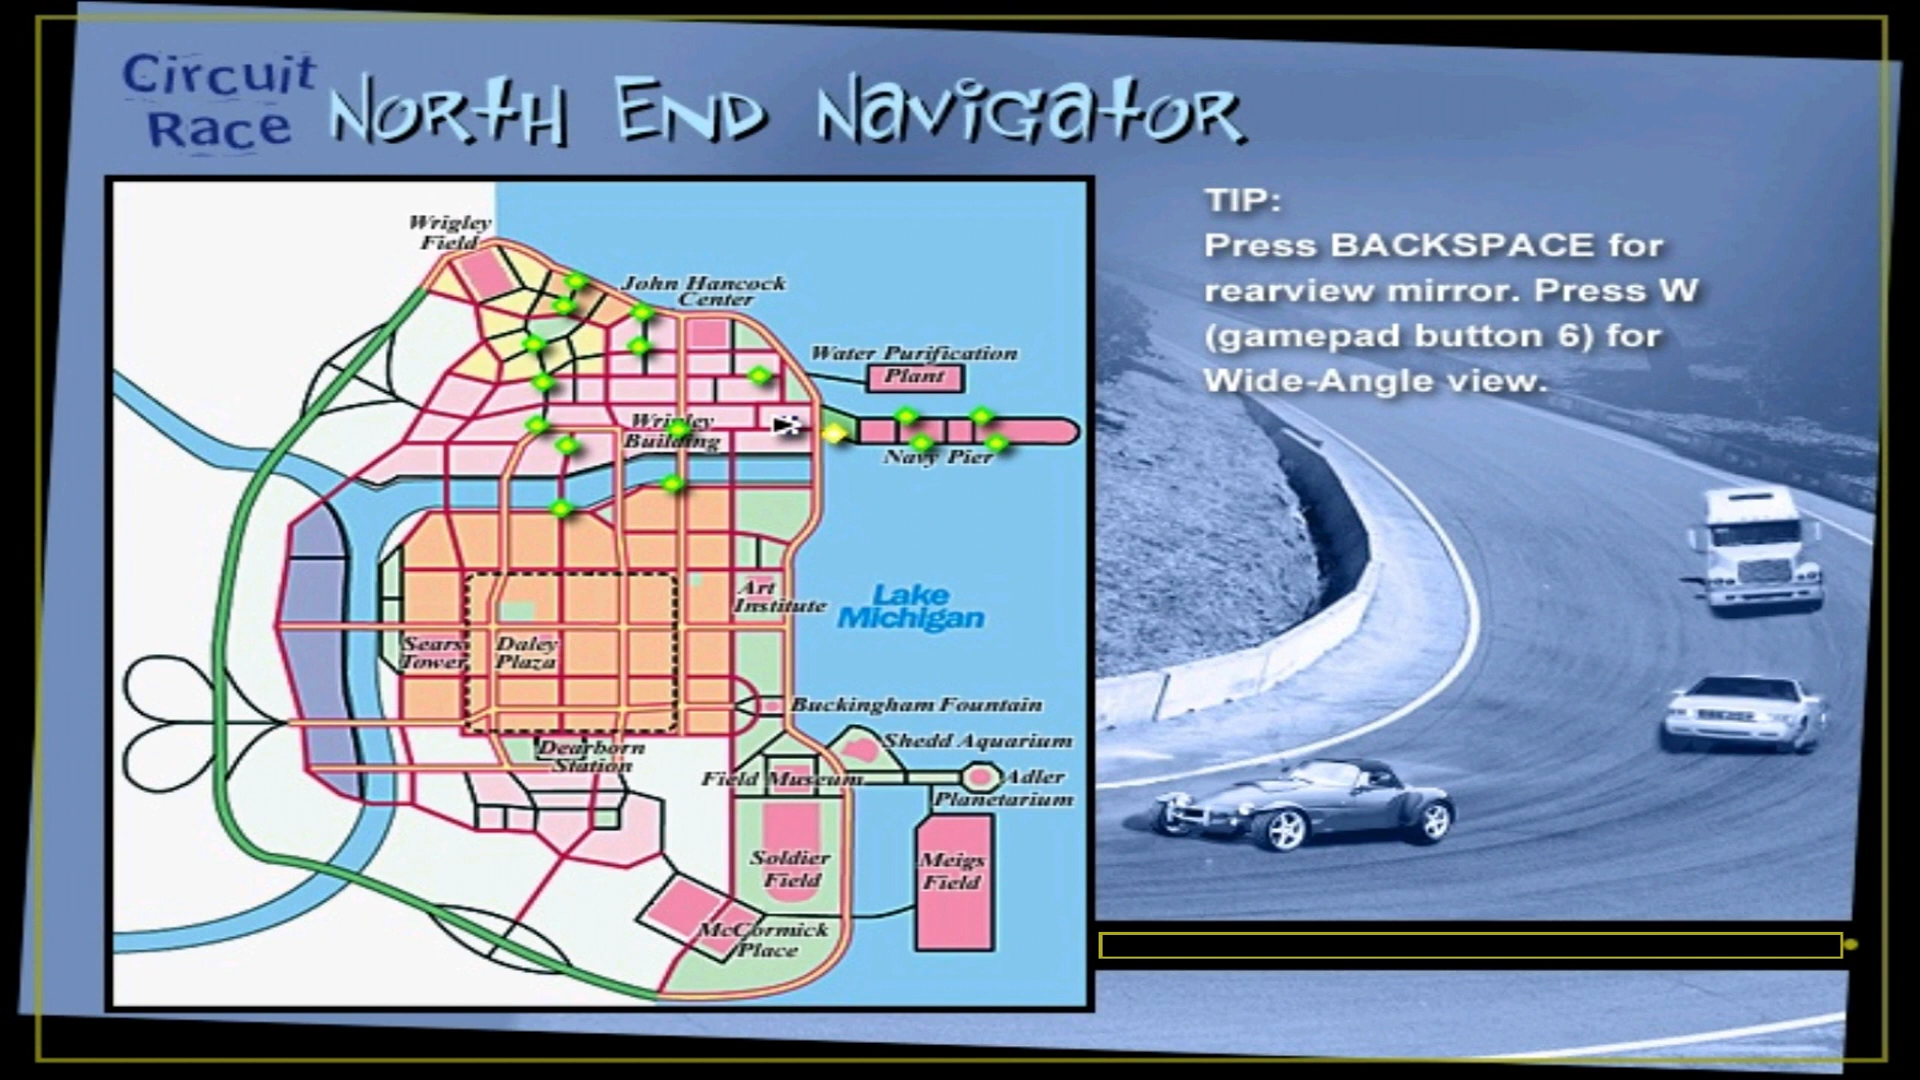 Circuit
Race
North End Navigator
TIP:
Press BACKSPACE for
rearview mirror. Press W
(gamepad button 6) for
Wide-Angle view.
Wrigley
Field
John Hancock
Center
Water Purification
Plant
Wrigley
Building
Navy Pier
Art
Institute
Lake
Michigan
Sears
Tower
Daley
Plaza
Buckingham Fountain
Shedd Aquarium
Dearborn
Station
Field Museum
Adler
Planetarium
Soldier
Field
Meigs
Field
McCormick
Place